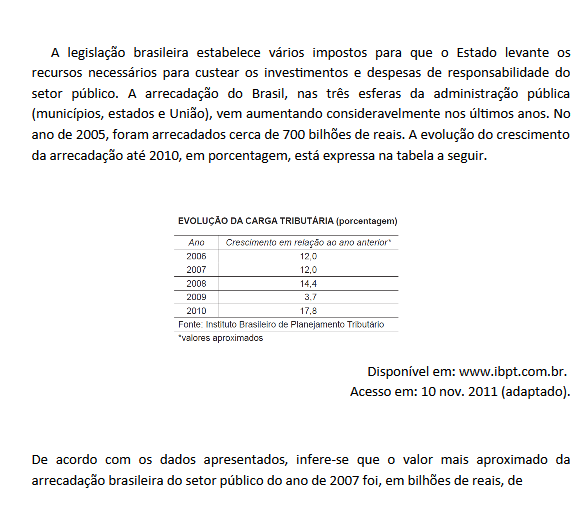 A legislação brasileira estabelece vários impostos para que o Estado levante os
recursos necessários para custear os investimentos e despesas de responsabilidade do
setor público. A arrecadação do Brasil, nas três esferas da administração pública
(municípios, estados e União), vem aumentando consideravelmente nos últimos anos. No
ano de 2005, foram arrecadados cerca de 700 bilhões de reais. A evolução do crescimento
da arrecadação até 2010, em porcentagem, está expressa na tabela a seguir.
EVOLUÇÃO DA CARGA TRIBUTÁRIA (porcentagem)
Ano Crescimento em relação ao ano anterior*
2006 12,0
2007 12,0
2008 14,4
2009 3,7
2010 17,8
Fonte: Instituto Brasileiro de Planejamento Tributário
*valores aproximados
Disponível em: www.ibpt.com.br.
Acesso em: 10 nov. 2011 (adaptado).
De acordo com os dados apresentados, infere-se que o valor mais aproximado da
arrecadação brasileira do setor público do ano de 2007 foi, em bilhões de reais, de